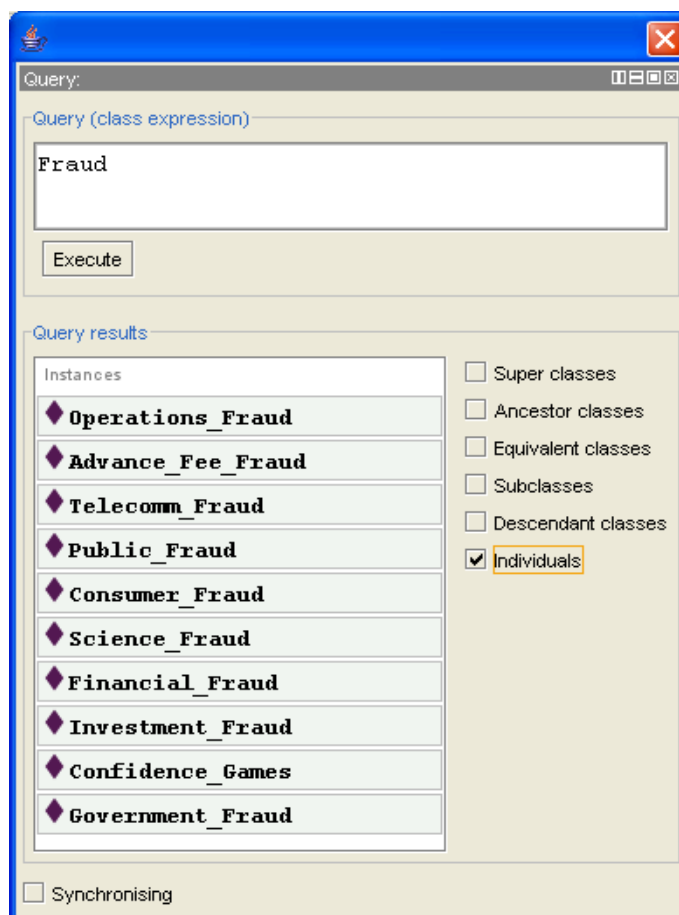 Query:
Query (class expression)
Fraud
Execute
Query results
Instances
Operations_Fraud
Advance_Fee_Fraud
Telecomm_Fraud
Public_Fraud
Consumer_Fraud
Science_Fraud
Financial_Fraud
Investment_Fraud
Confidence_Games
Government_Fraud
Super classes
Ancestor classes
Equivalent classes
Subclasses
Descendant classes
Individuals
Synchronising